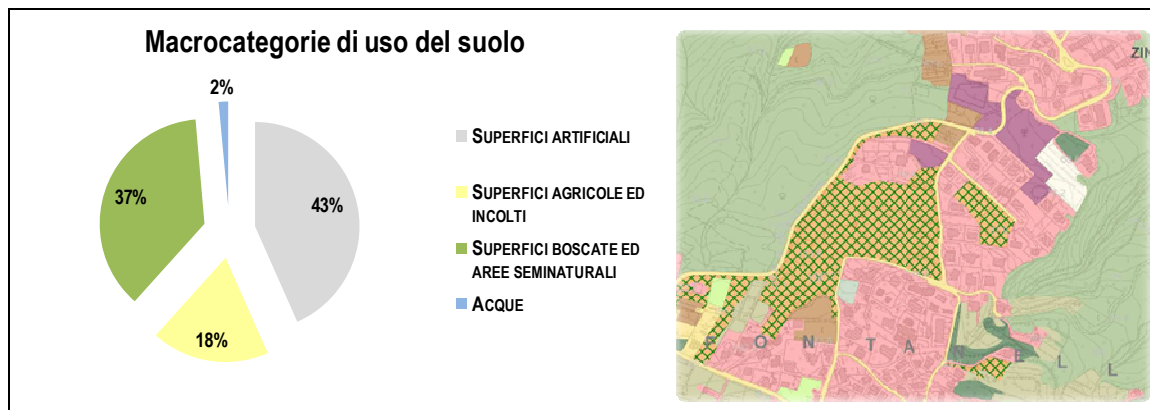 Macrocategorie di uso del suolo
2%
37%
43%
18%
SUPERFICI ARTIFICIALI
SUPERFICI AGRICOLE ED
INCOLTI
SUPERFICI BOSCATE ED
AREE SEMINATURALI
ACQUE
ZIN
F O N T A N E L L